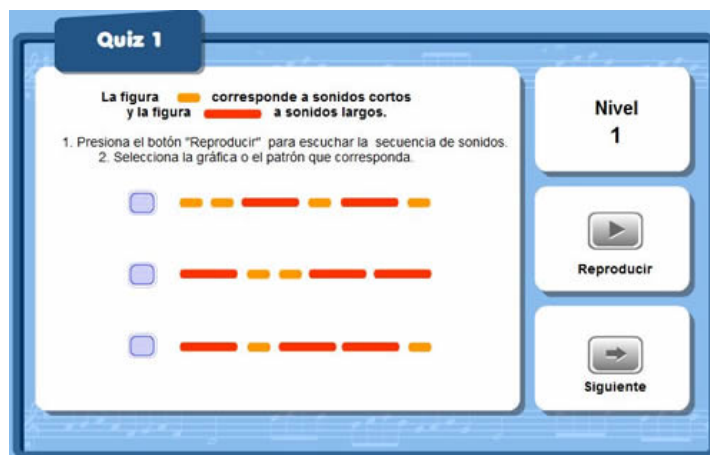 Quiz 1
La figura corresponde a sonidos cortos
y la figura a sonidos largos.
1. Presiona el botón "Reproducir" para escuchar la secuencia de sonidos.
2. Selecciona la gráfica o el patrón que corresponda.
Nivel
1
Reproducir
Siguiente